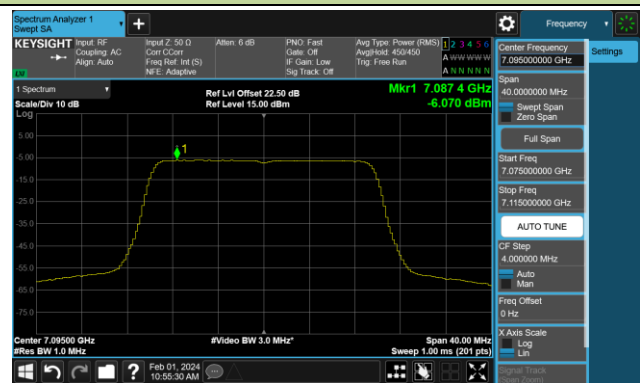 Spectrum Analyzer 1
Swept SA
+
Frequency
KEYSIGHT
Input: RF
Coupling: AC
Align: Auto
Input Z: 50 Ω
Corr CCorr
Freq Ref: Int (S)
NFE: Adaptive
Atten: 6 dB
PNO: Fast
Gate: Off
IF Gain: Low
Sig Track: Off
Avg Type: Power (RMS)
Avg|Hold: 450/450
Trig: Free Run
1 2 3 4 5 6
A W W W W W
A N N N N N
LXI
1 Spectrum
Scale/Div 10 dB
Ref Lvl Offset 22.50 dB
Ref Level 15.00 dBm
Mkr1 7.087 4 GHz
-6.070 dBm
Log
5.00
-5.00
-15.0
-25.0
-35.0
-45.0
-55.0
-65.0
-75.0
1
Center 7.09500 GHz
#Res BW 1.0 MHz
#Video BW 3.0 MHz*
Span 40.00 MHz
Sweep 1.00 ms (201 pts)
Center Frequency
7.095000000 GHz
Settings
Span
40.0000000 MHz
Swept Span
Zero Span
Full Span
Start Freq
7.075000000 GHz
Stop Freq
7.115000000 GHz
AUTO TUNE
CF Step
4.000000 MHz
Auto
Man
Freq Offset
0 Hz
X Axis Scale
Log
Lin
Signal Track
(Span Zoom)
?
Feb 01, 2024
10:55:30 AM